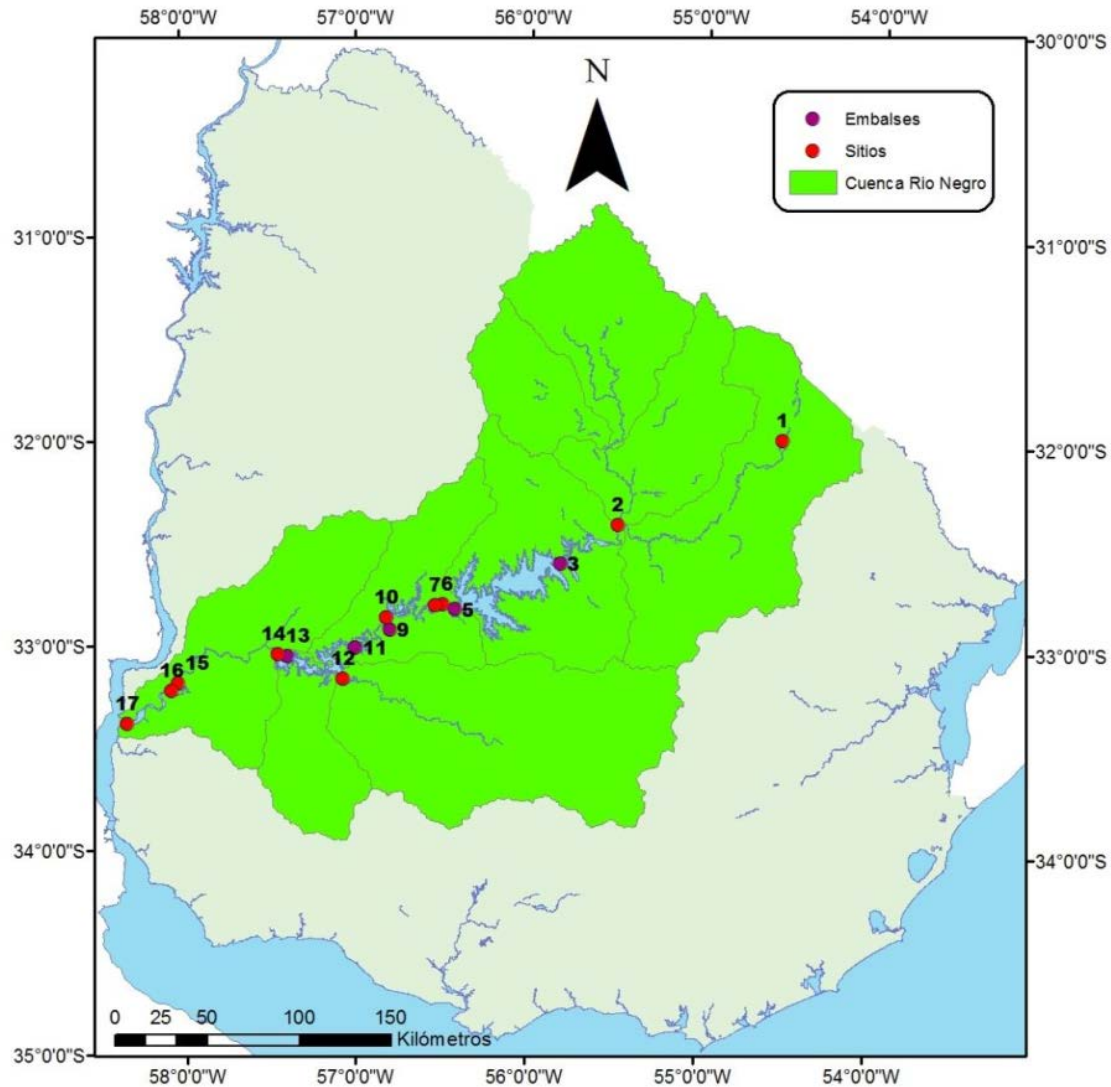 58°0'0"W 57°0'0"W 56°0'0"W 55°0'0"W 54°0'0"W
30°0'0"S
N
Embalses
Sitios
Cuenca Rio Negro
31°0'0"S 31°0'0"S
1
32°0'0"S 32°0'0"S
2
3
76
5
10
9
14 13
11
33°0'0"S 33°0'0"S
12
16 15
17
34°0'0"S 34°0'0"S
0 25 50 100 150
Kilómetros
35°0'0"S
58°0'0"W 57°0'0"W 56°0'0"W 55°0'0"W 54°0'0"W